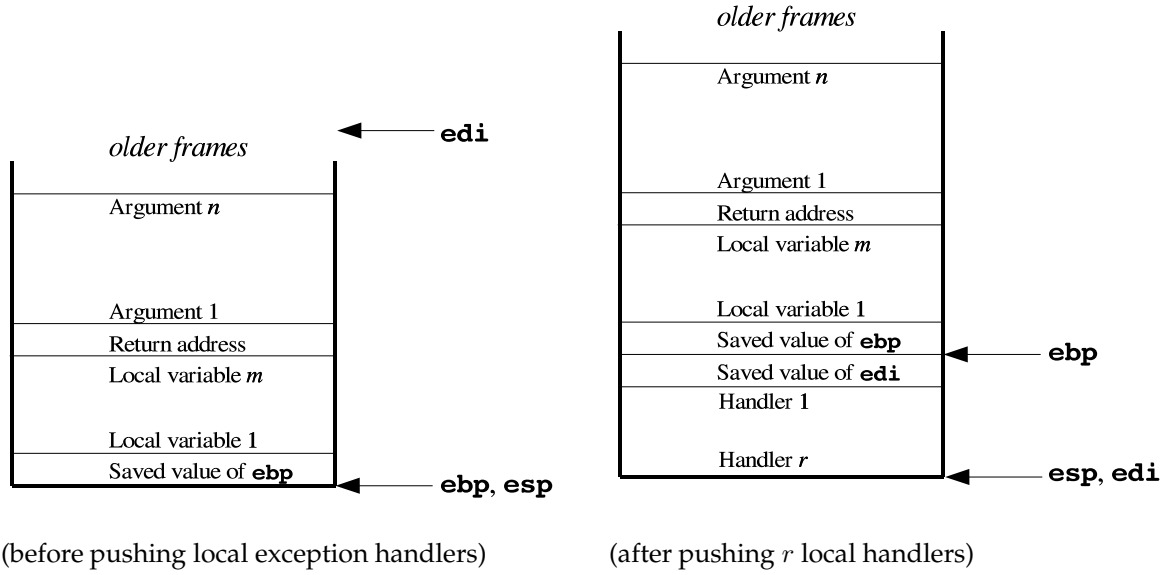 older frames
edi
Argument n
Argument 1
Return address
Local variable m
Local variable 1
Saved value of ebp
ebp, esp
(before pushing local exception handlers)
older frames
Argument n
Argument 1
Return address
Local variable m
Local variable 1
Saved value of ebp
ebp
Saved value of edi
Handler 1
Handler r
esp, edi
(after pushing r local handlers)